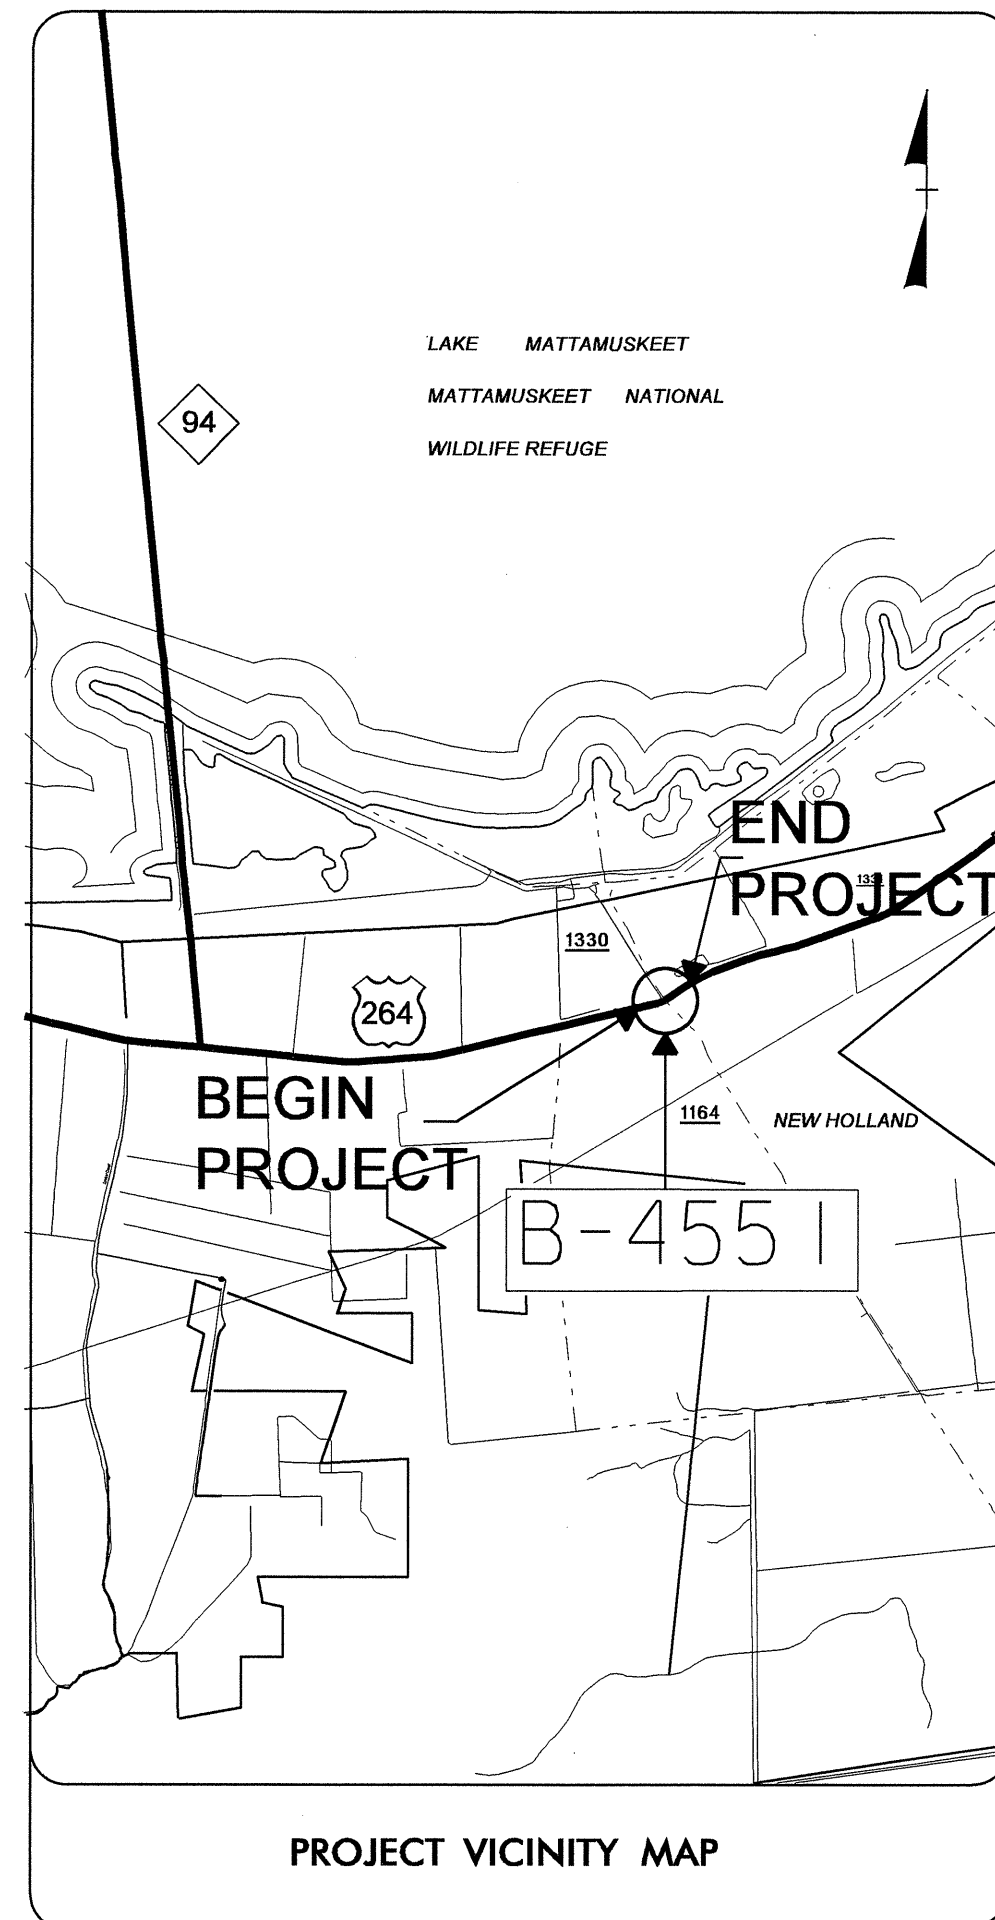 LAKE MATTAMUSKEET
MATTAMUSKEET NATIONAL
WILDLIFE REFUGE
94
END
PROJECT
1330
264
BEGIN
PROJECT
1164
NEW HOLLAND
B-4551
PROJECT VICINITY MAP